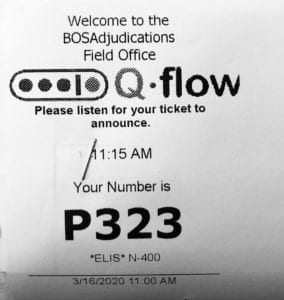 Welcome to the
BOSAdjudications
Field Office
Q·flow
Please listen for your ticket to
announce.
11:15 AM
Your Number is
P323
*ELIS* N-400
3/16/2020 11:00 AM